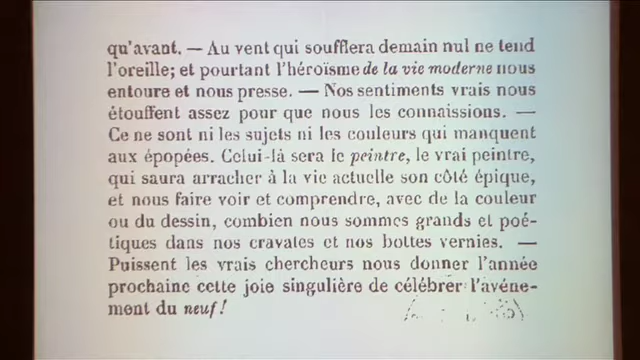 qu'avant. — Au vent qui soufflera demain nul ne tend
l'oreille; et pourtant l'héroïsme de la vie moderne nous
entoure et nous presse. — Nos sentiments vrais nous
étouffent assez pour que nous les connaissions. —
Ce ne sont ni les sujets ni les couleurs qui manquent
aux épopées. Celui-là sera le peintre, le vrai peintre,
qui saura arracher à la vie actuelle son côté épique,
et nous faire voir et comprendre, avec de la couleur
ou du dessin, combien nous sommes grands et poé-
tiques dans nos cravates et nos bottes vernies. —
Puissent les vrais chercheurs nous donner l'année
prochaine cette joie singulière de célébrer l'avéne-
ment du neuf!